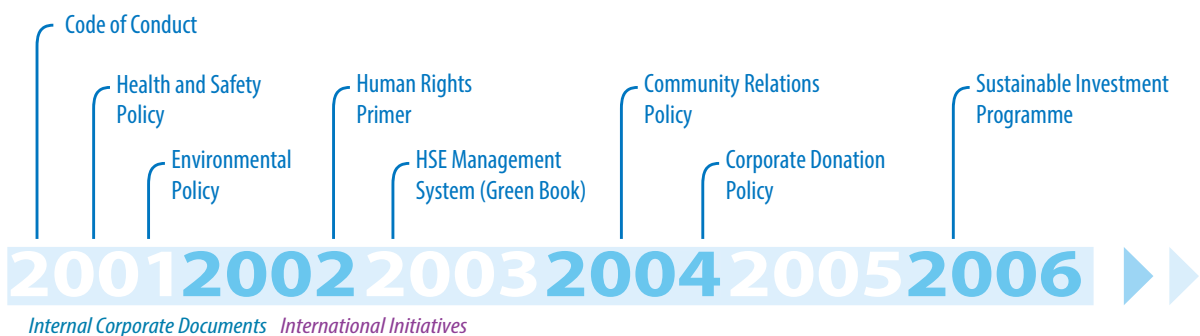 Code of Conduct
Health and Safety
Policy
Human Rights
Primer
Community Relations
Policy
Sustainable Investment
Programme
Environmental
Policy
HSE Management
System (Green Book)
Corporate Donation
Policy
2001 2002 2003 2004 2005 2006
Internal Corporate Documents International Initiatives